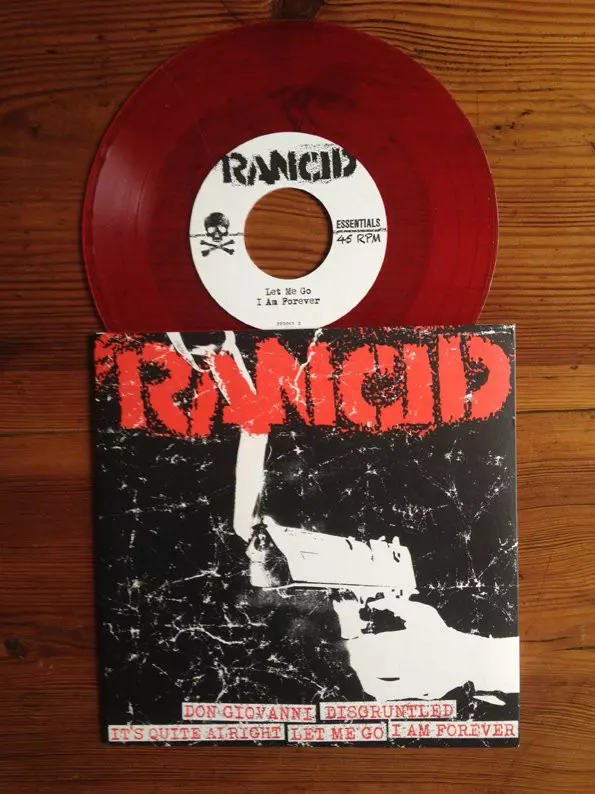 RANCID
ESSENTIALS
45 RPM
Let Me Go
I Am Forever
RANCID
DON GIOVANNI DISGRUNTLED
IT'S QUITE ALRIGHT LET ME GO I AM FOREVER